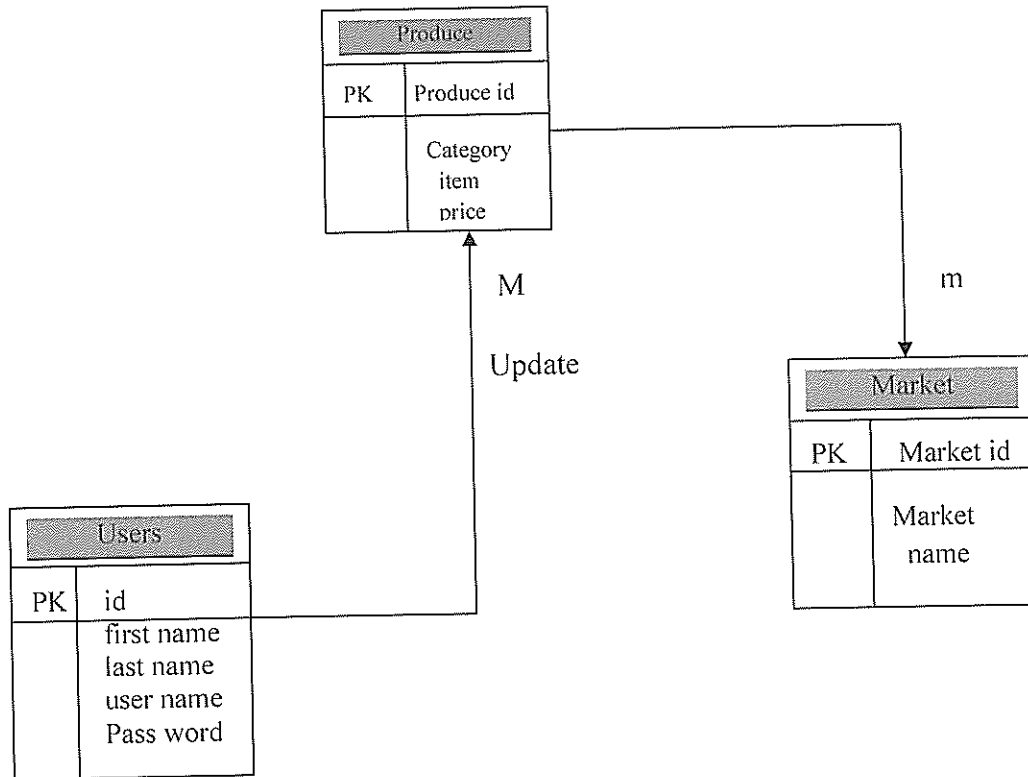 Produce
PK Produce id
Category
item
price
M
m
Update
Market
PK Market id
Market
name
Users
PK id
first name
last name
user name
Pass word